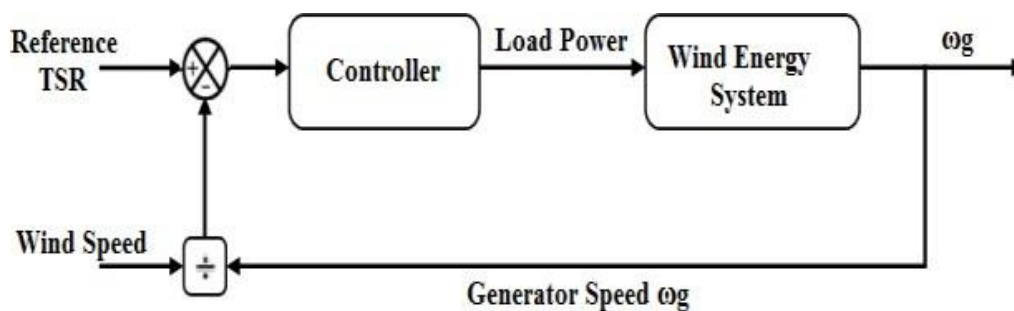 Reference
TSR
+
-
Controller
Load Power
Wind Energy
System
ωg
Wind Speed
÷
Generator Speed ωg